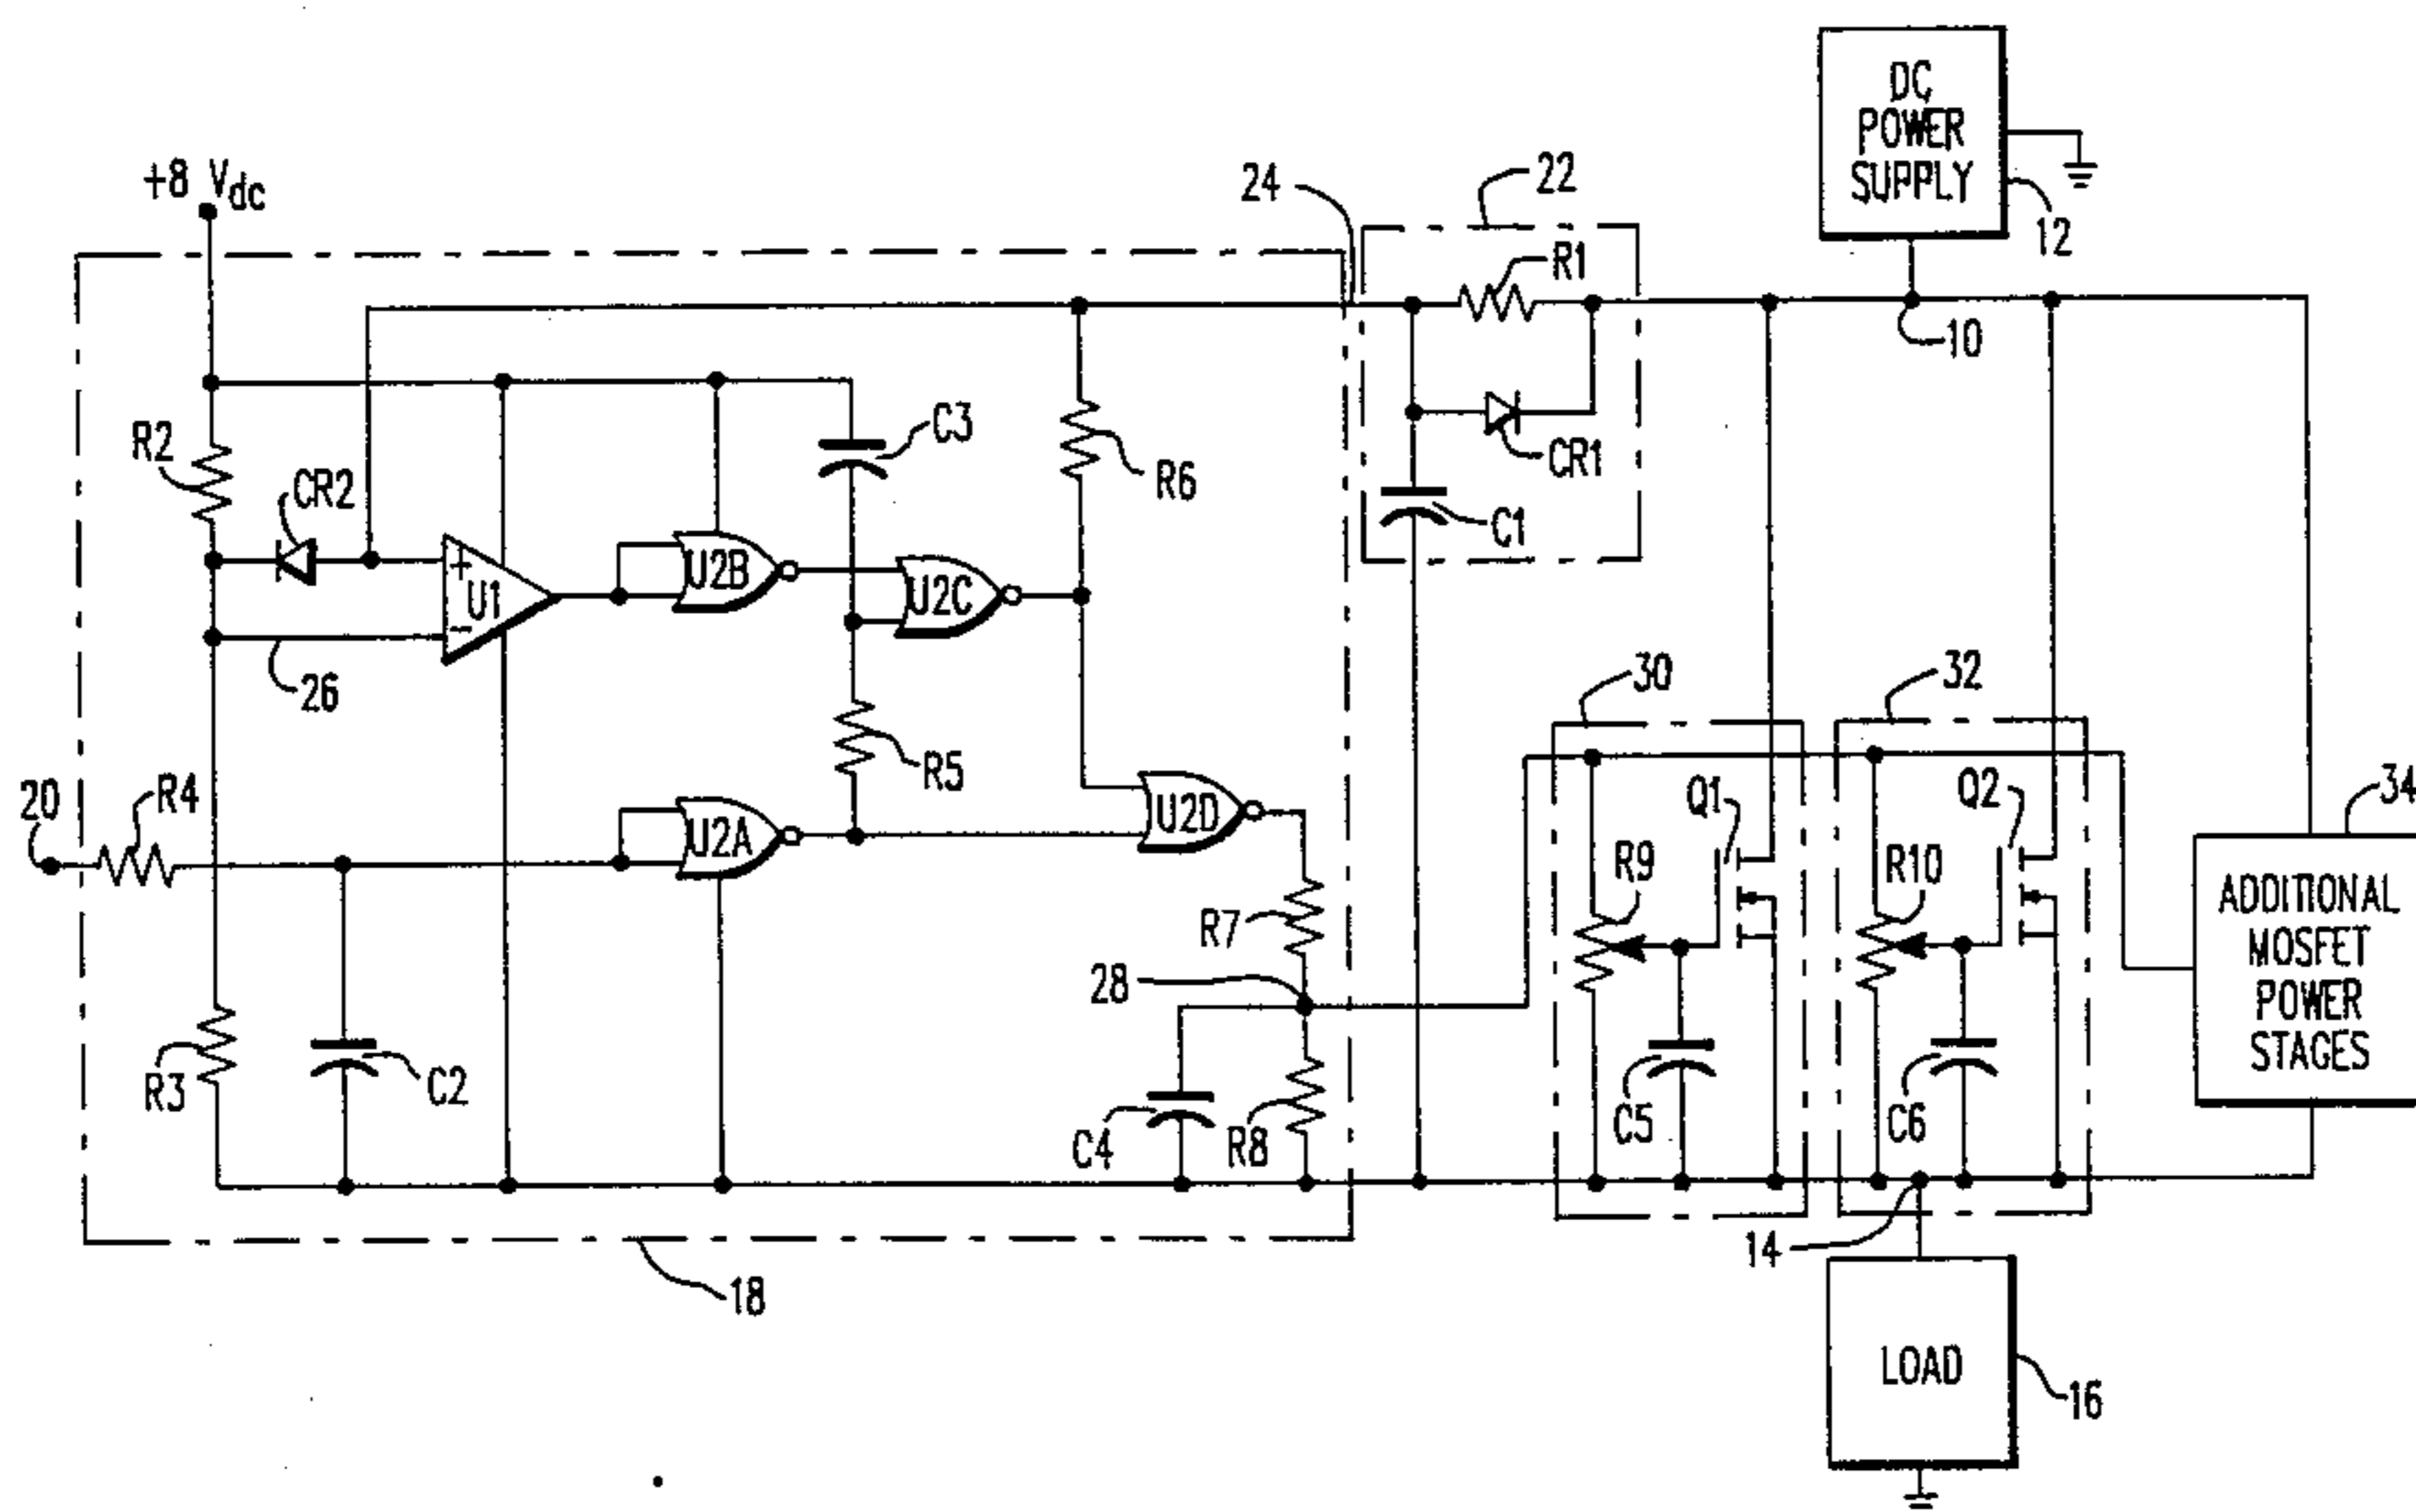 DC
POWER
SUPPLY
12
+8 Vdc
24
22
R1
10
R2
CR2
C3
R6
CR1
C1
U1
U2B
U2C
+
-
26
30
32
20
R4
R5
U2A
U2D
Q1
Q2
34
R9
R10
R7
28
ADDITIONAL
MOSFET
POWER
STAGES
R3
C2
C4
R8
C5
C6
14
18
LOAD
16